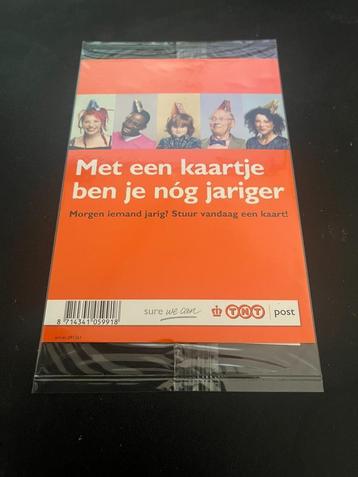 Met een kaartje
ben je nóg jariger
Morgen iemand jarig? Stuur vandaag een kaart!
sure we can
TNT post
8 714341 059918